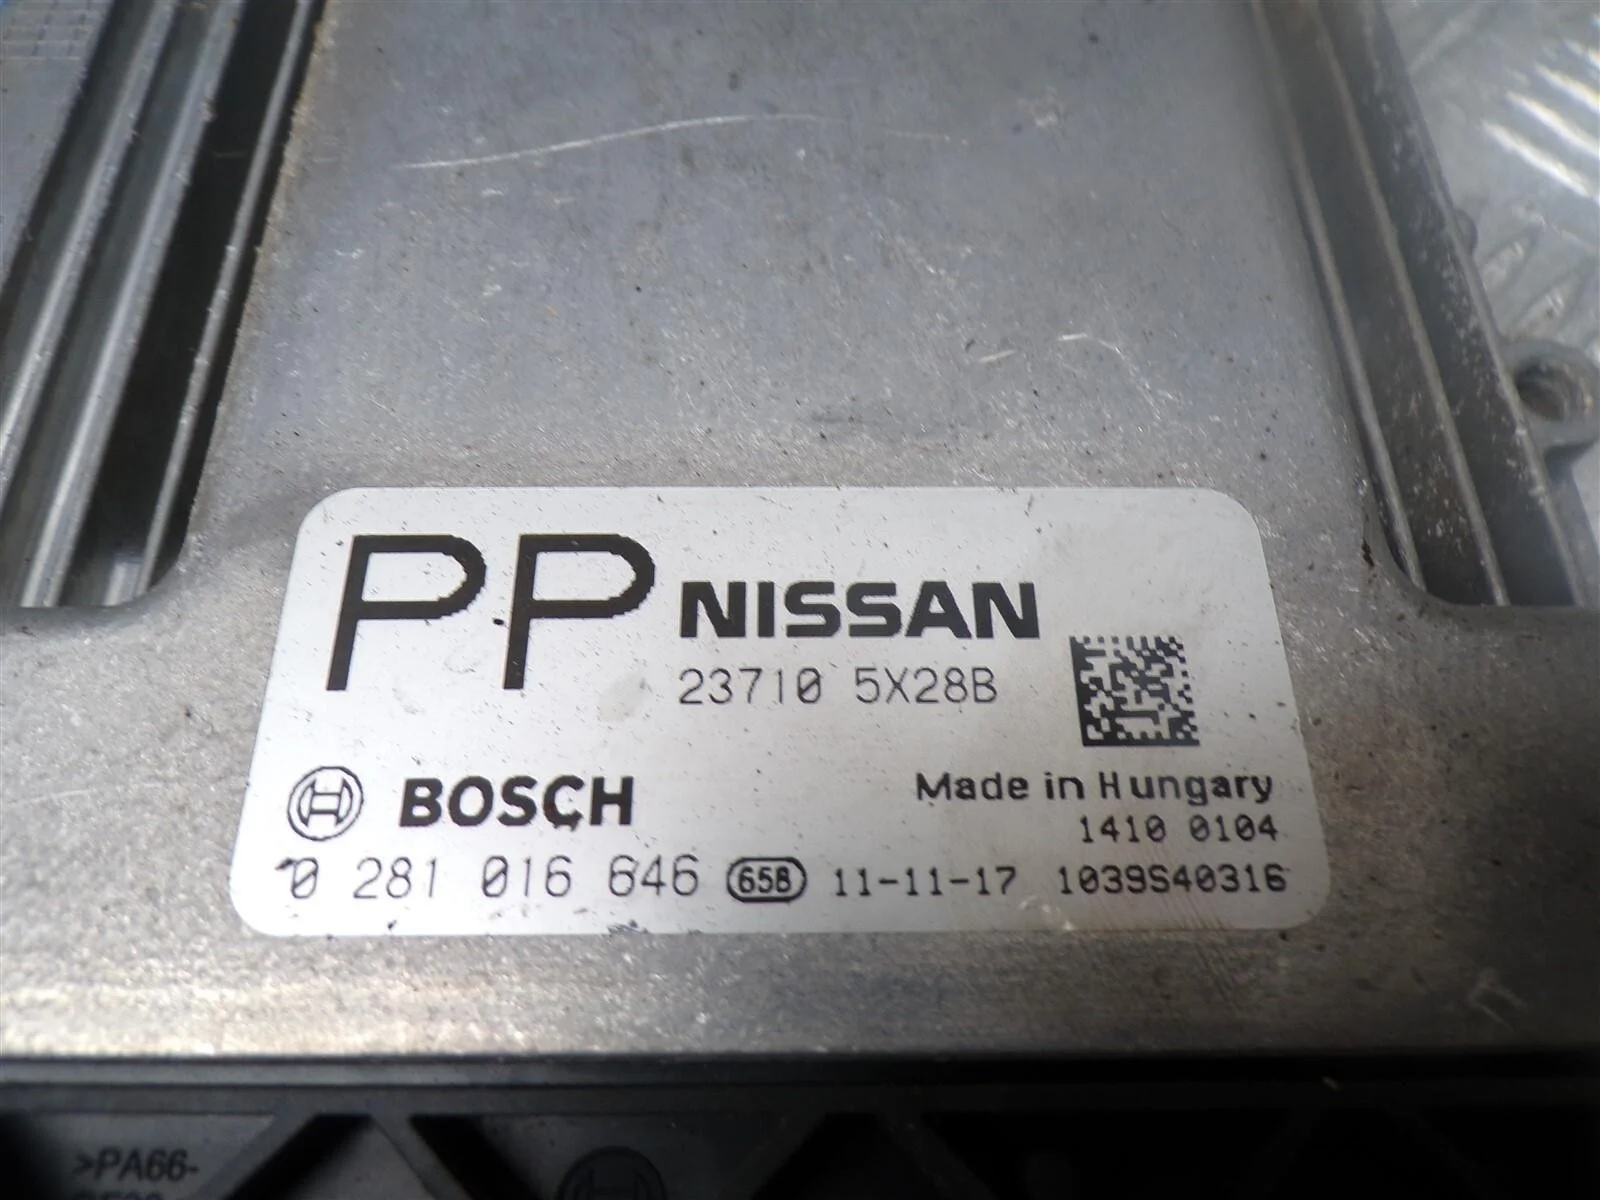 PP NISSAN
23710 5X28B
BOSCH Made in Hungary
1410 0104
0 281 016 646 65B 11-11-17 1039S40316
>PA66-